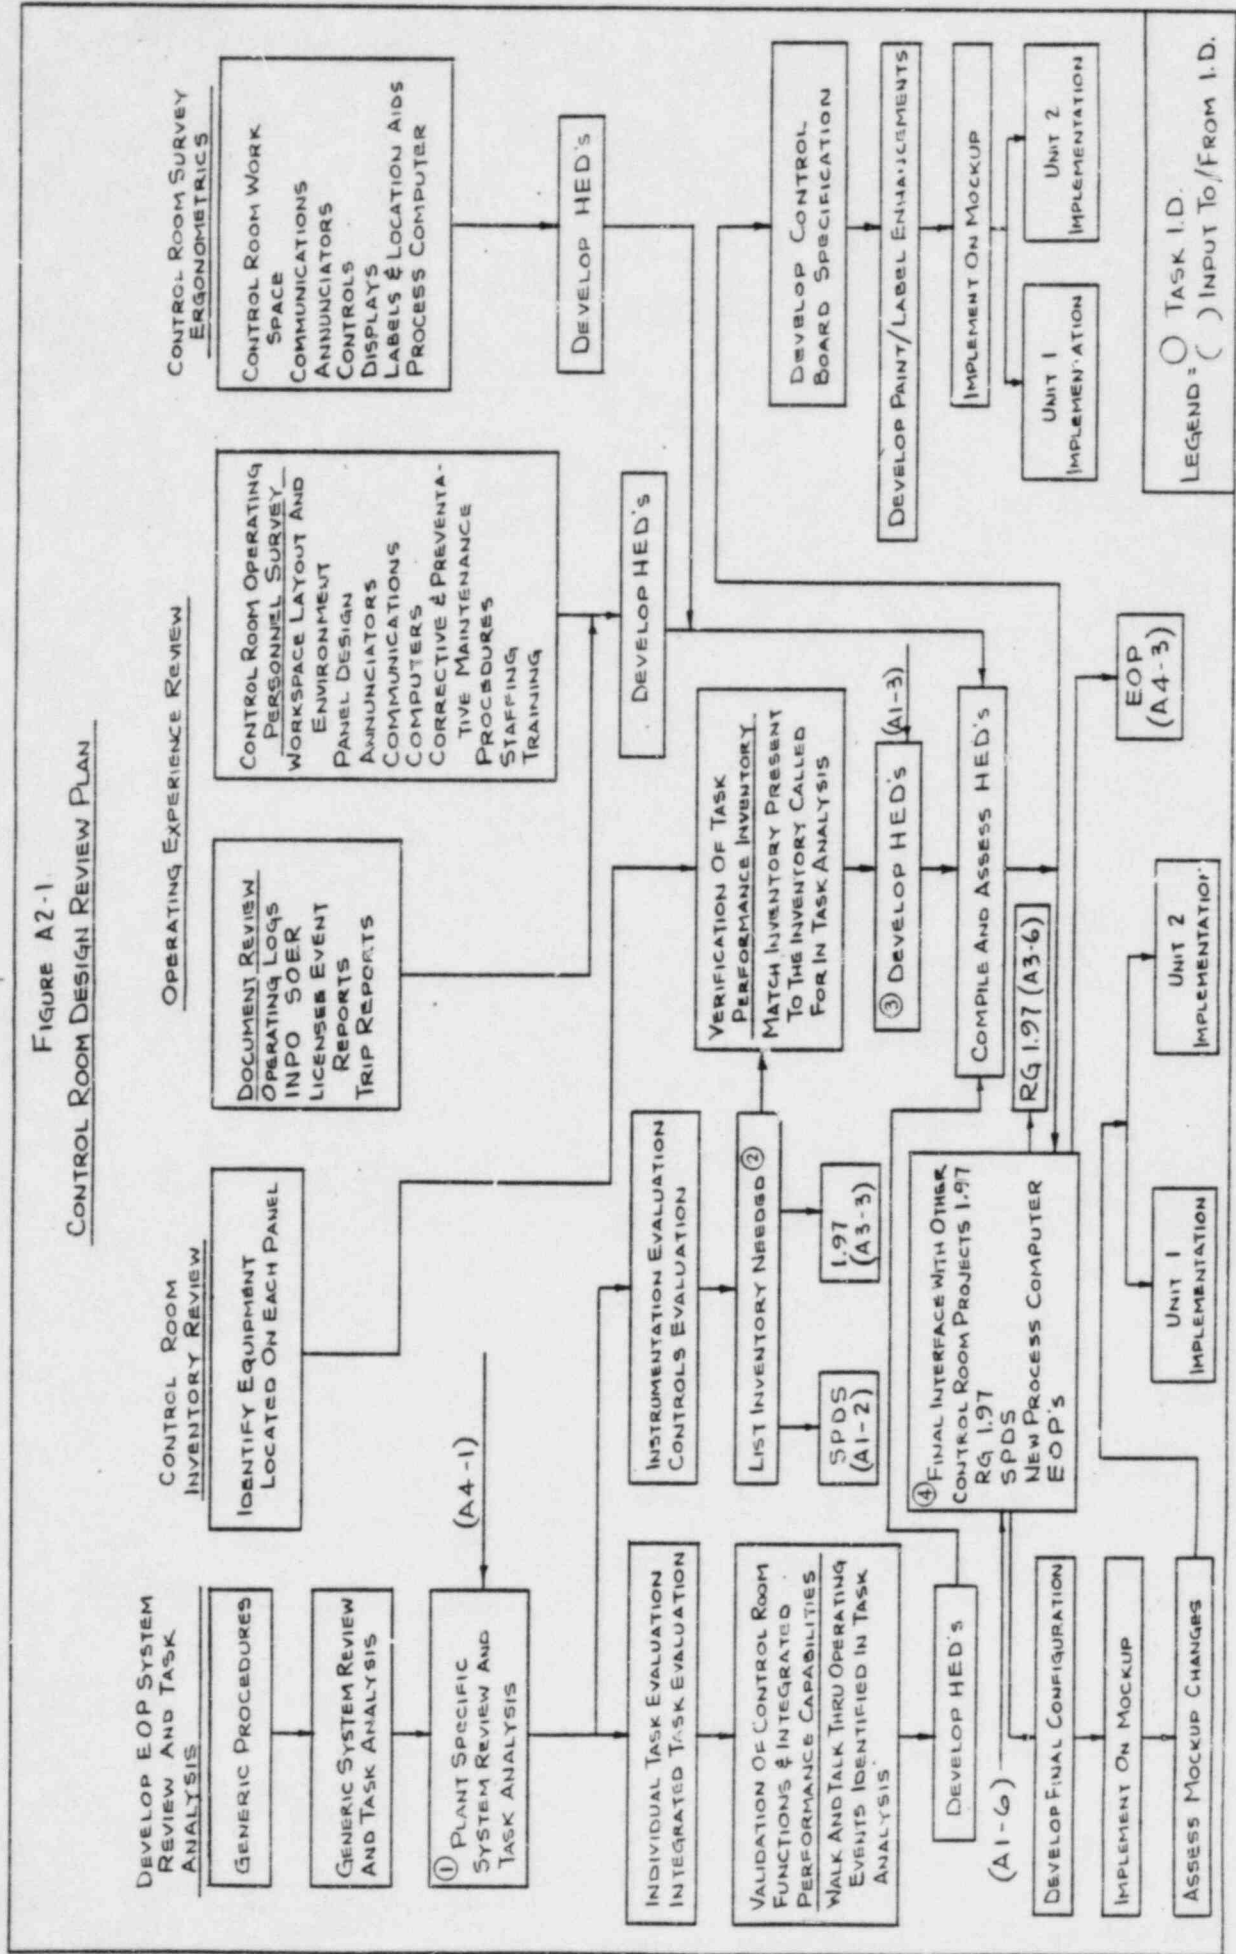 FIGURE A2-1
CONTROL ROOM DESIGN REVIEW PLAN
DEVELOP EOP SYSTEM
REVIEW AND TASK
ANALYSIS
GENERIC PROCEDURES
GENERIC SYSTEM REVIEW
AND TASK ANALYSIS
① PLANT SPECIFIC
SYSTEM REVIEW AND
TASK ANALYSIS
(A4-1)
INDIVIDUAL TASK EVALUATION
INTEGRATED TASK EVALUATION
VALIDATION OF CONTROL ROOM
FUNCTIONS & INTEGRATED
PERFORMANCE CAPABILITIES
WALK AND TALK THRU OPERATING
EVENTS IDENTIFIED IN TASK
ANALYSIS
DEVELOP HED's
(A1-6)
DEVELOP FINAL CONFIGURATION
IMPLEMENT ON MOCKUP
ASSESS MOCKUP CHANGES
CONTROL ROOM
INVENTORY REVIEW
IDENTIFY EQUIPMENT
LOCATED ON EACH PANEL
INSTRUMENTATION EVALUATION
CONTROLS EVALUATION
LIST INVENTORY NEEDED ②
SPDS
(A1-2)
1.97
(A3-3)
④ FINAL INTERFACE WITH OTHER
CONTROL ROOM PROJECTS 1.97
RG 1.97
SPDS
NEW PROCESS COMPUTER
EOP's
RG 1.97 (A3-6)
UNIT 1
IMPLEMENTATION
UNIT 2
IMPLEMENTATION
OPERATING EXPERIENCE REVIEW
DOCUMENT REVIEW
OPERATING LOGS
INPO SOER
LICENSEE EVENT
REPORTS
TRIP REPORTS
CONTROL ROOM OPERATING
PERSONNEL SURVEY
WORKSPACE LAYOUT AND
ENVIRONMENT
PANEL DESIGN
ANNUNCIATORS
COMMUNICATIONS
COMPUTERS
CORRECTIVE & PREVENTA-
TIVE MAINTENANCE
PROCEDURES
STAFFING
TRAINING
DEVELOP HED's
VERIFICATION OF TASK
PERFORMANCE INVENTORY
MATCH INVENTORY PRESENT
TO THE INVENTORY CALLED
FOR IN TASK ANALYSIS
③ DEVELOP HED's
(A1-3)
COMPILE AND ASSESS HED's
EOP
(A4-3)
CONTROL ROOM SURVEY
ERGONOMETRICS
CONTROL ROOM WORK
SPACE
COMMUNICATIONS
ANNUNCIATORS
CONTROLS
DISPLAYS
LABELS & LOCATION AIDS
PROCESS COMPUTER
DEVELOP HED's
DEVELOP CONTROL
BOARD SPECIFICATION
DEVELOP PAINT/LABEL ENHANCEMENTS
IMPLEMENT ON MOCKUP
UNIT 1
IMPLEMENTATION
UNIT 2
IMPLEMENTATION
LEGEND = ○ TASK I.D.
( ) INPUT TO/FROM I.D.